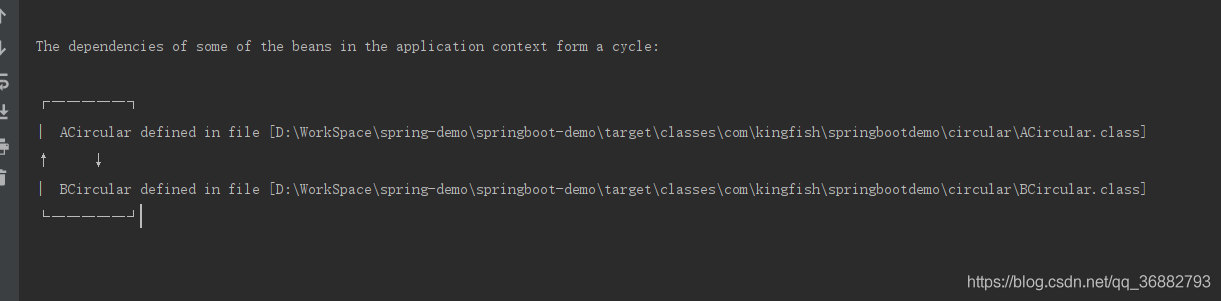 The dependencies of some of the beans in the application context form a cycle:
┌─────┐
|  ACircular defined in file [D:\WorkSpace\spring-demo\springboot-demo\target\classes\com\kingfish\springbootdemo\circular\ACircular.class]
↑     ↓
|  BCircular defined in file [D:\WorkSpace\spring-demo\springboot-demo\target\classes\com\kingfish\springbootdemo\circular\BCircular.class]
└─────┘
https://blog.csdn.net/qq_36882793